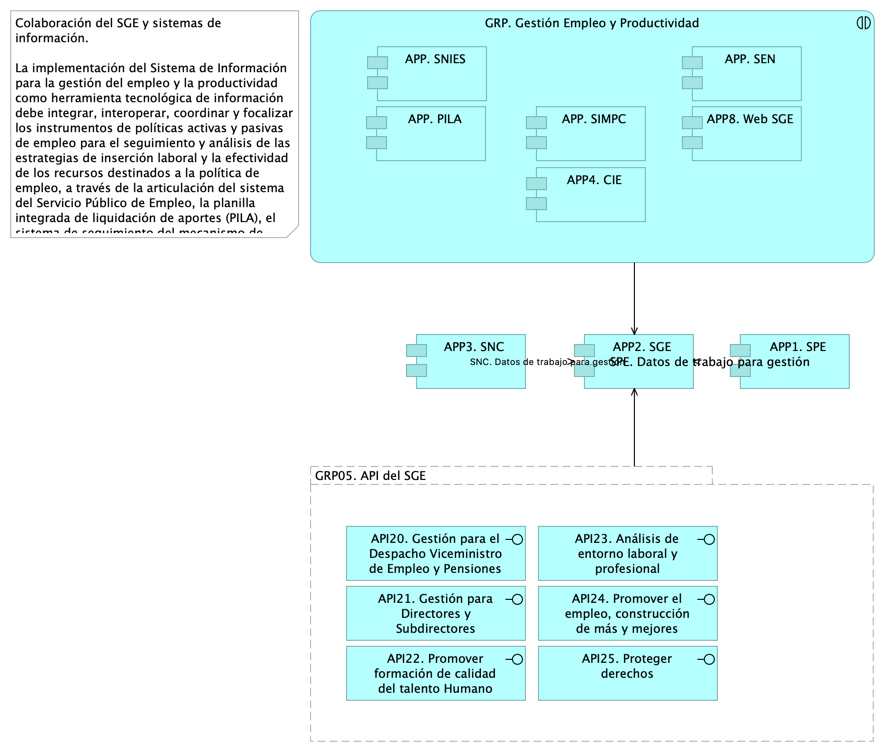 Colaboración del SGE y sistemas de
información.
La implementación del Sistema de Información
para la gestión del empleo y la productividad
como herramienta tecnológica de información
debe integrar, interoperar, coordinar y focalizar
los instrumentos de políticas activas y pasivas
de empleo para el seguimiento y análisis de las
estrategias de inserción laboral y la efectividad
de los recursos destinados a la política de
empleo, a través de la articulación del sistema
del Servicio Público de Empleo, la planilla
integrada de liquidación de aportes (PILA), el
sistema de seguimiento del mecanismo de
GRP. Gestión Empleo y Productividad
APP. SNIES
APP. SEN
APP. PILA
APP. SIMPC
APP8. Web SGE
APP4. CIE
APP3. SNC
APP2. SGE
APP1. SPE
SNC. Datos de trabajo para gestión
SPE. Datos de trabajo para gestión
GRP05. API del SGE
API20. Gestión para el
Despacho Viceministro
de Empleo y Pensiones
API23. Análisis de
entorno laboral y
profesional
API21. Gestión para
Directores y
Subdirectores
API24. Promover el
empleo, construcción
de más y mejores
API22. Promover
formación de calidad
del talento Humano
API25. Proteger
derechos